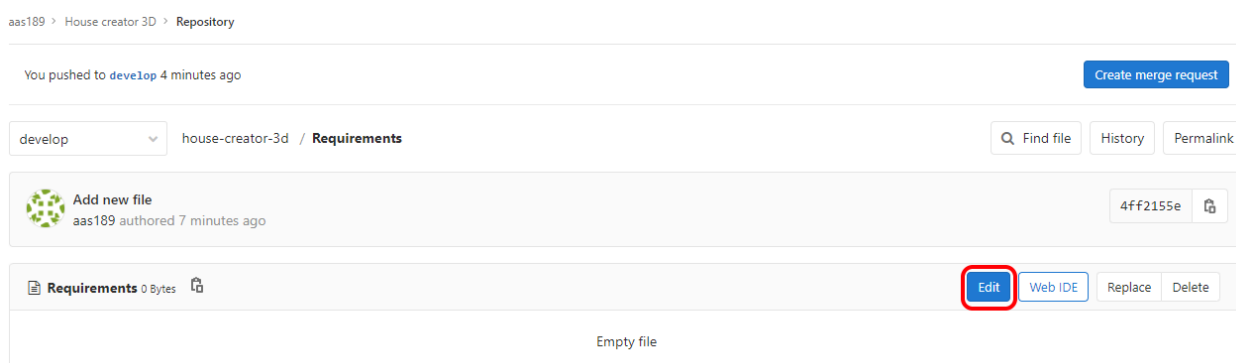 aas189 > House creator 3D > Repository
You pushed to develop 4 minutes ago
Create merge request
develop
house-creator-3d / Requirements
Find file
History
Permalink
Add new file
aas189 authored 7 minutes ago
4ff2155e
Requirements 0 Bytes
Edit
Web IDE
Replace
Delete
Empty file